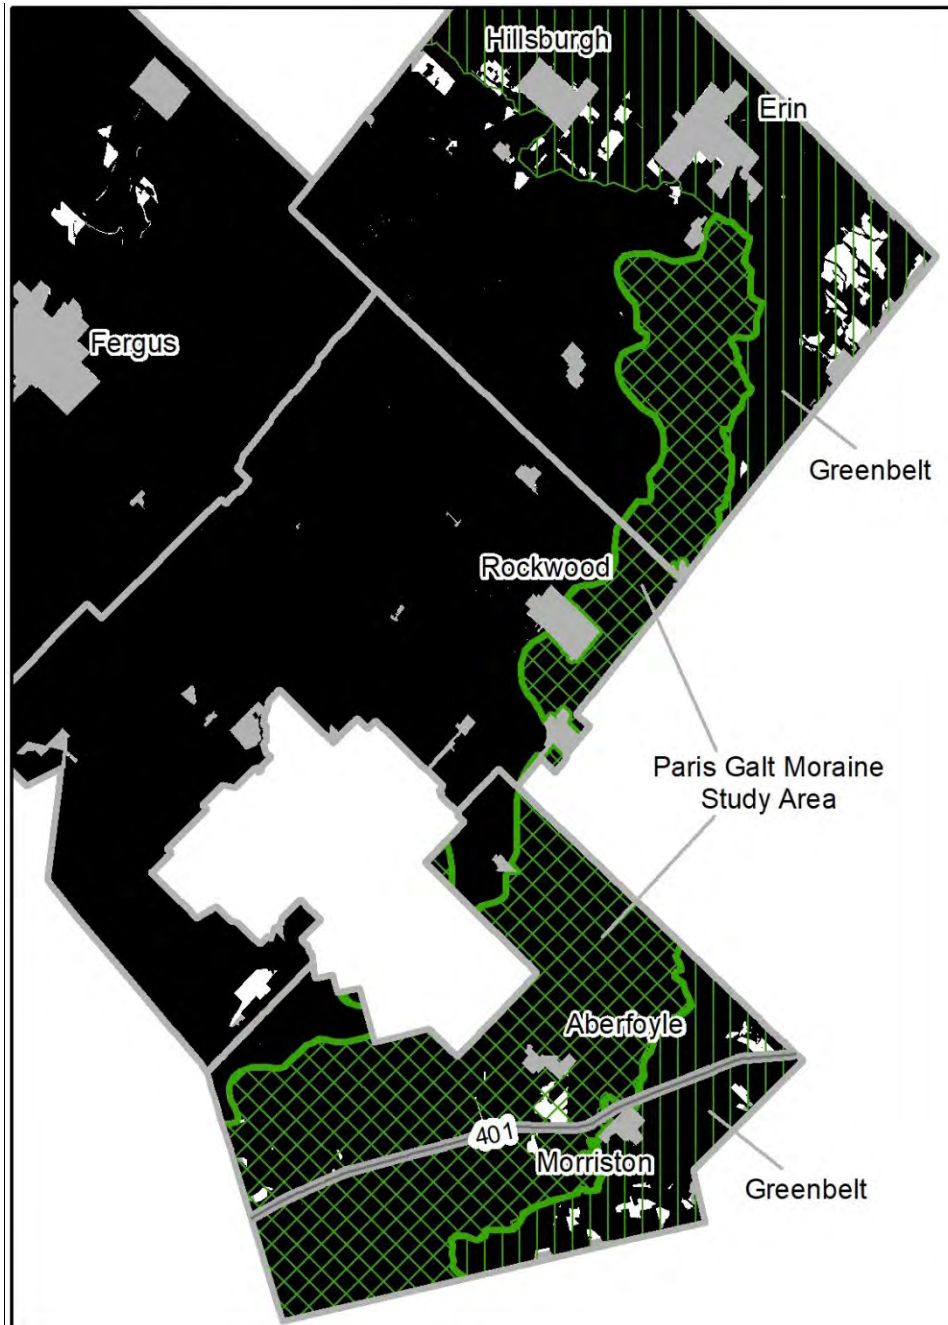 Hillsburgh
Erin
Fergus
Greenbelt
Rockwood
Paris Galt Moraine
Study Area
Aberfoyle
401
Morriston
Greenbelt